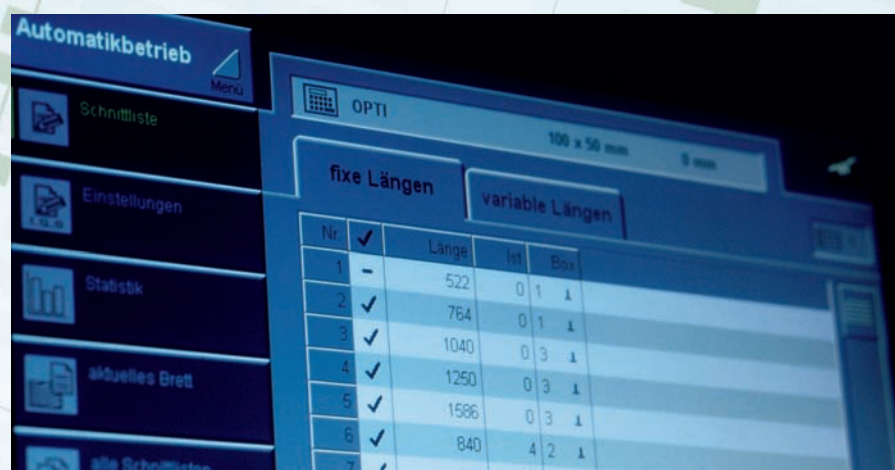 Automatikbetrieb
Menü
Schnittliste
Einstellungen
Statistik
aktuelles Brett
alle Schnittlisten
OPTI
100 x 50 mm 0 mm
fixe Längen
variable Längen
Nr. ✓ Länge Ist Box
1 – 522 0 1
2 ✓ 764 0 1
3 ✓ 1040 0 3
4 ✓ 1250 0 3
5 ✓ 1586 0 3
6 ✓ 840 4 2
7 ✓